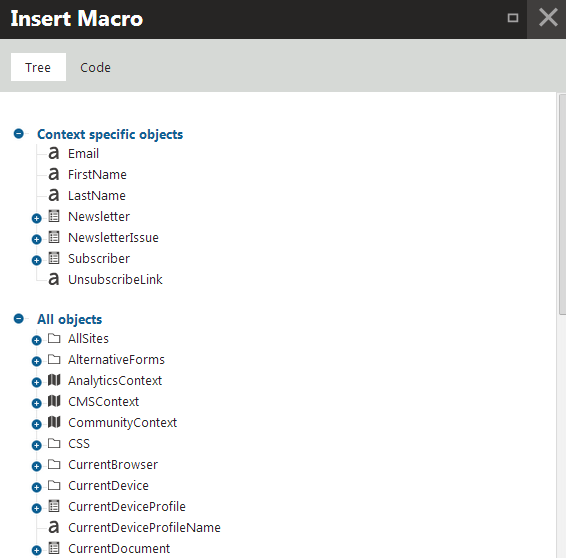 Insert Macro
Tree Code
Context specific objects
a Email
a FirstName
a LastName
Newsletter
NewsletterIssue
Subscriber
a UnsubscribeLink
All objects
AllSites
AlternativeForms
AnalyticsContext
CMSContext
CommunityContext
CSS
CurrentBrowser
CurrentDevice
CurrentDeviceProfile
a CurrentDeviceProfileName
CurrentDocument